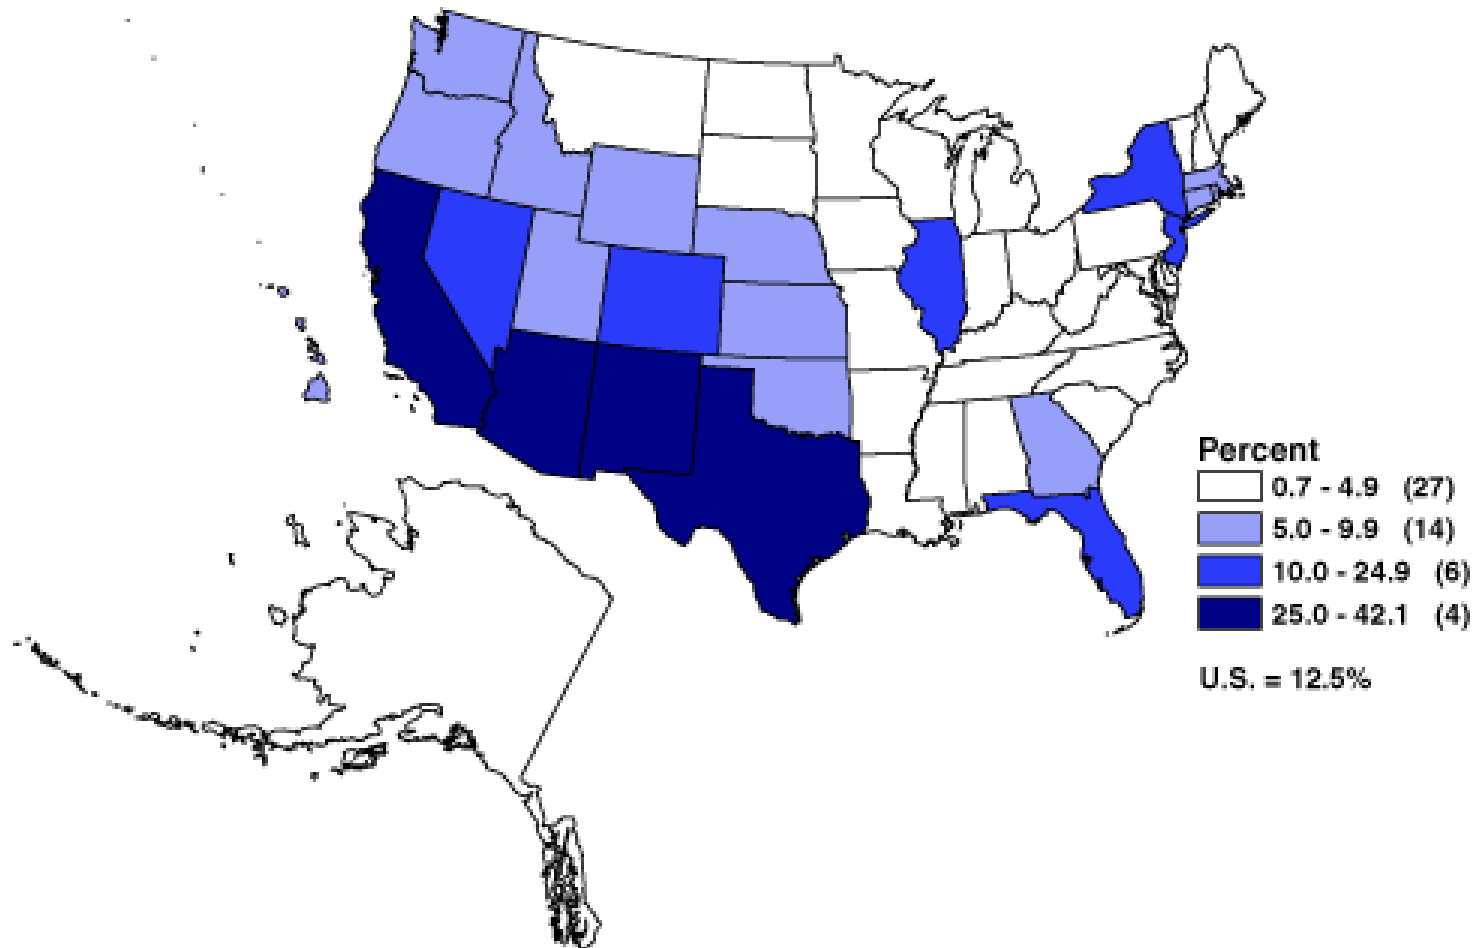 Percent
0.7 - 4.9 (27)
5.0 - 9.9 (14)
10.0 - 24.9 (6)
25.0 - 42.1 (4)
U.S. = 12.5%